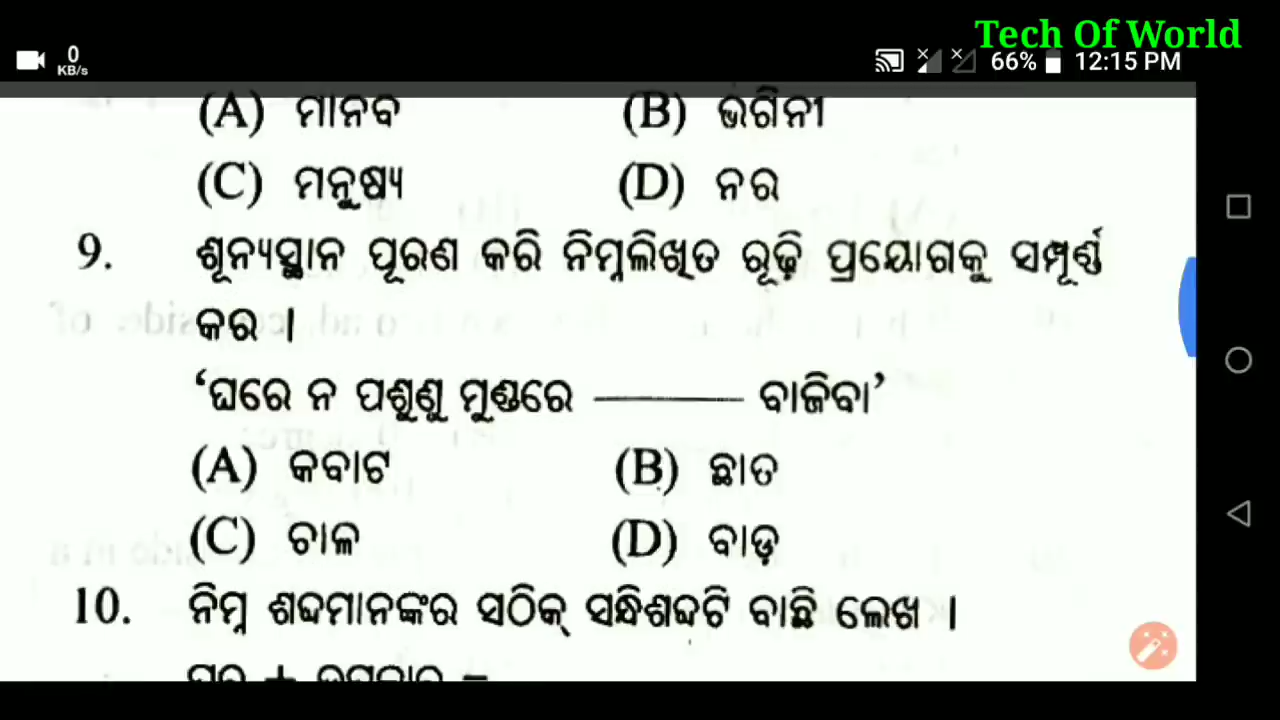 Tech Of World
0
KB/s
66% 12:15 PM
(A) ମାନବ (B) ଭଗିନୀ
(C) ମନୁଷ୍ୟ (D) ନର
9. ଶୂନ୍ୟସ୍ଥାନ ପୂରଣ କରି ନିମ୍ନଲିଖିତ ରୂଢ଼ି ପ୍ରୟୋଗକୁ ସମ୍ପୂର୍ଣ୍ଣ
କର ।
‘ଘରେ ନ ପଶୁଣୁ ମୁଣ୍ଡରେ ———— ବାଜିବା’
(A) କବାଟ (B) ଛାତ
(C) ଚାଳ (D) ବାଡ଼
10. ନିମ୍ନ ଶବ୍ଦମାନଙ୍କର ସଠିକ୍ ସନ୍ଧିଶବ୍ଦଟି ବାଛି ଲେଖ ।